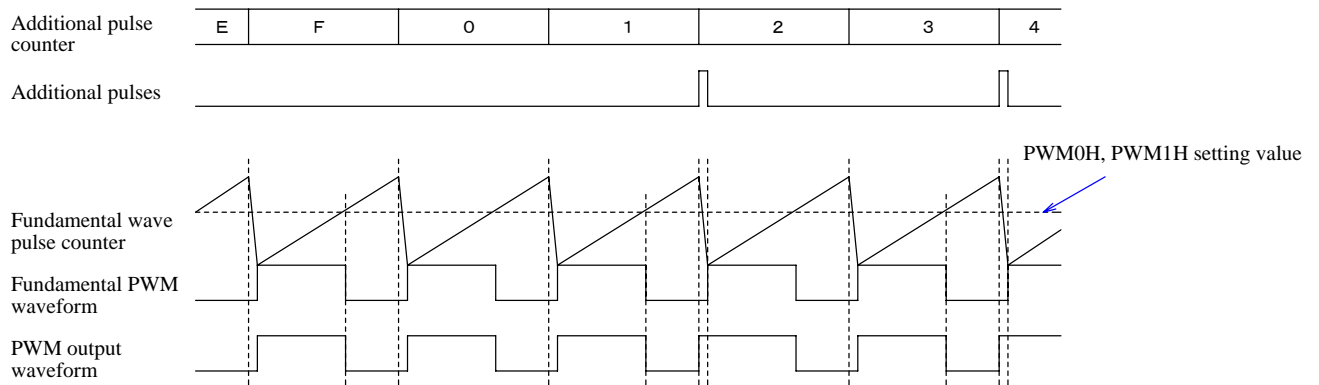 Additional pulse
counter
E F 0 1 2 3 4
Additional pulses
PWM0H, PWM1H setting value
Fundamental wave
pulse counter
Fundamental PWM
waveform
PWM output
waveform